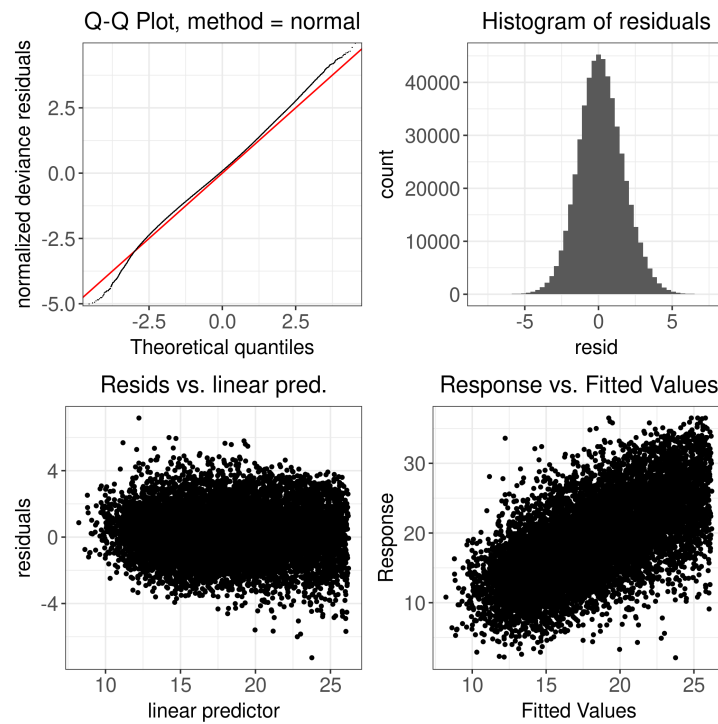 Q-Q Plot, method = normal
normalized deviance residuals
2.5
0.0
-2.5
-5.0
-2.5 0.0 2.5
Theoretical quantiles
Histogram of residuals
count
40000
30000
20000
10000
0
-5 0 5
resid
Resids vs. linear pred.
residuals
4
0
-4
10 15 20 25
linear predictor
Response vs. Fitted Values
Response
30
20
10
10 15 20 25
Fitted Values